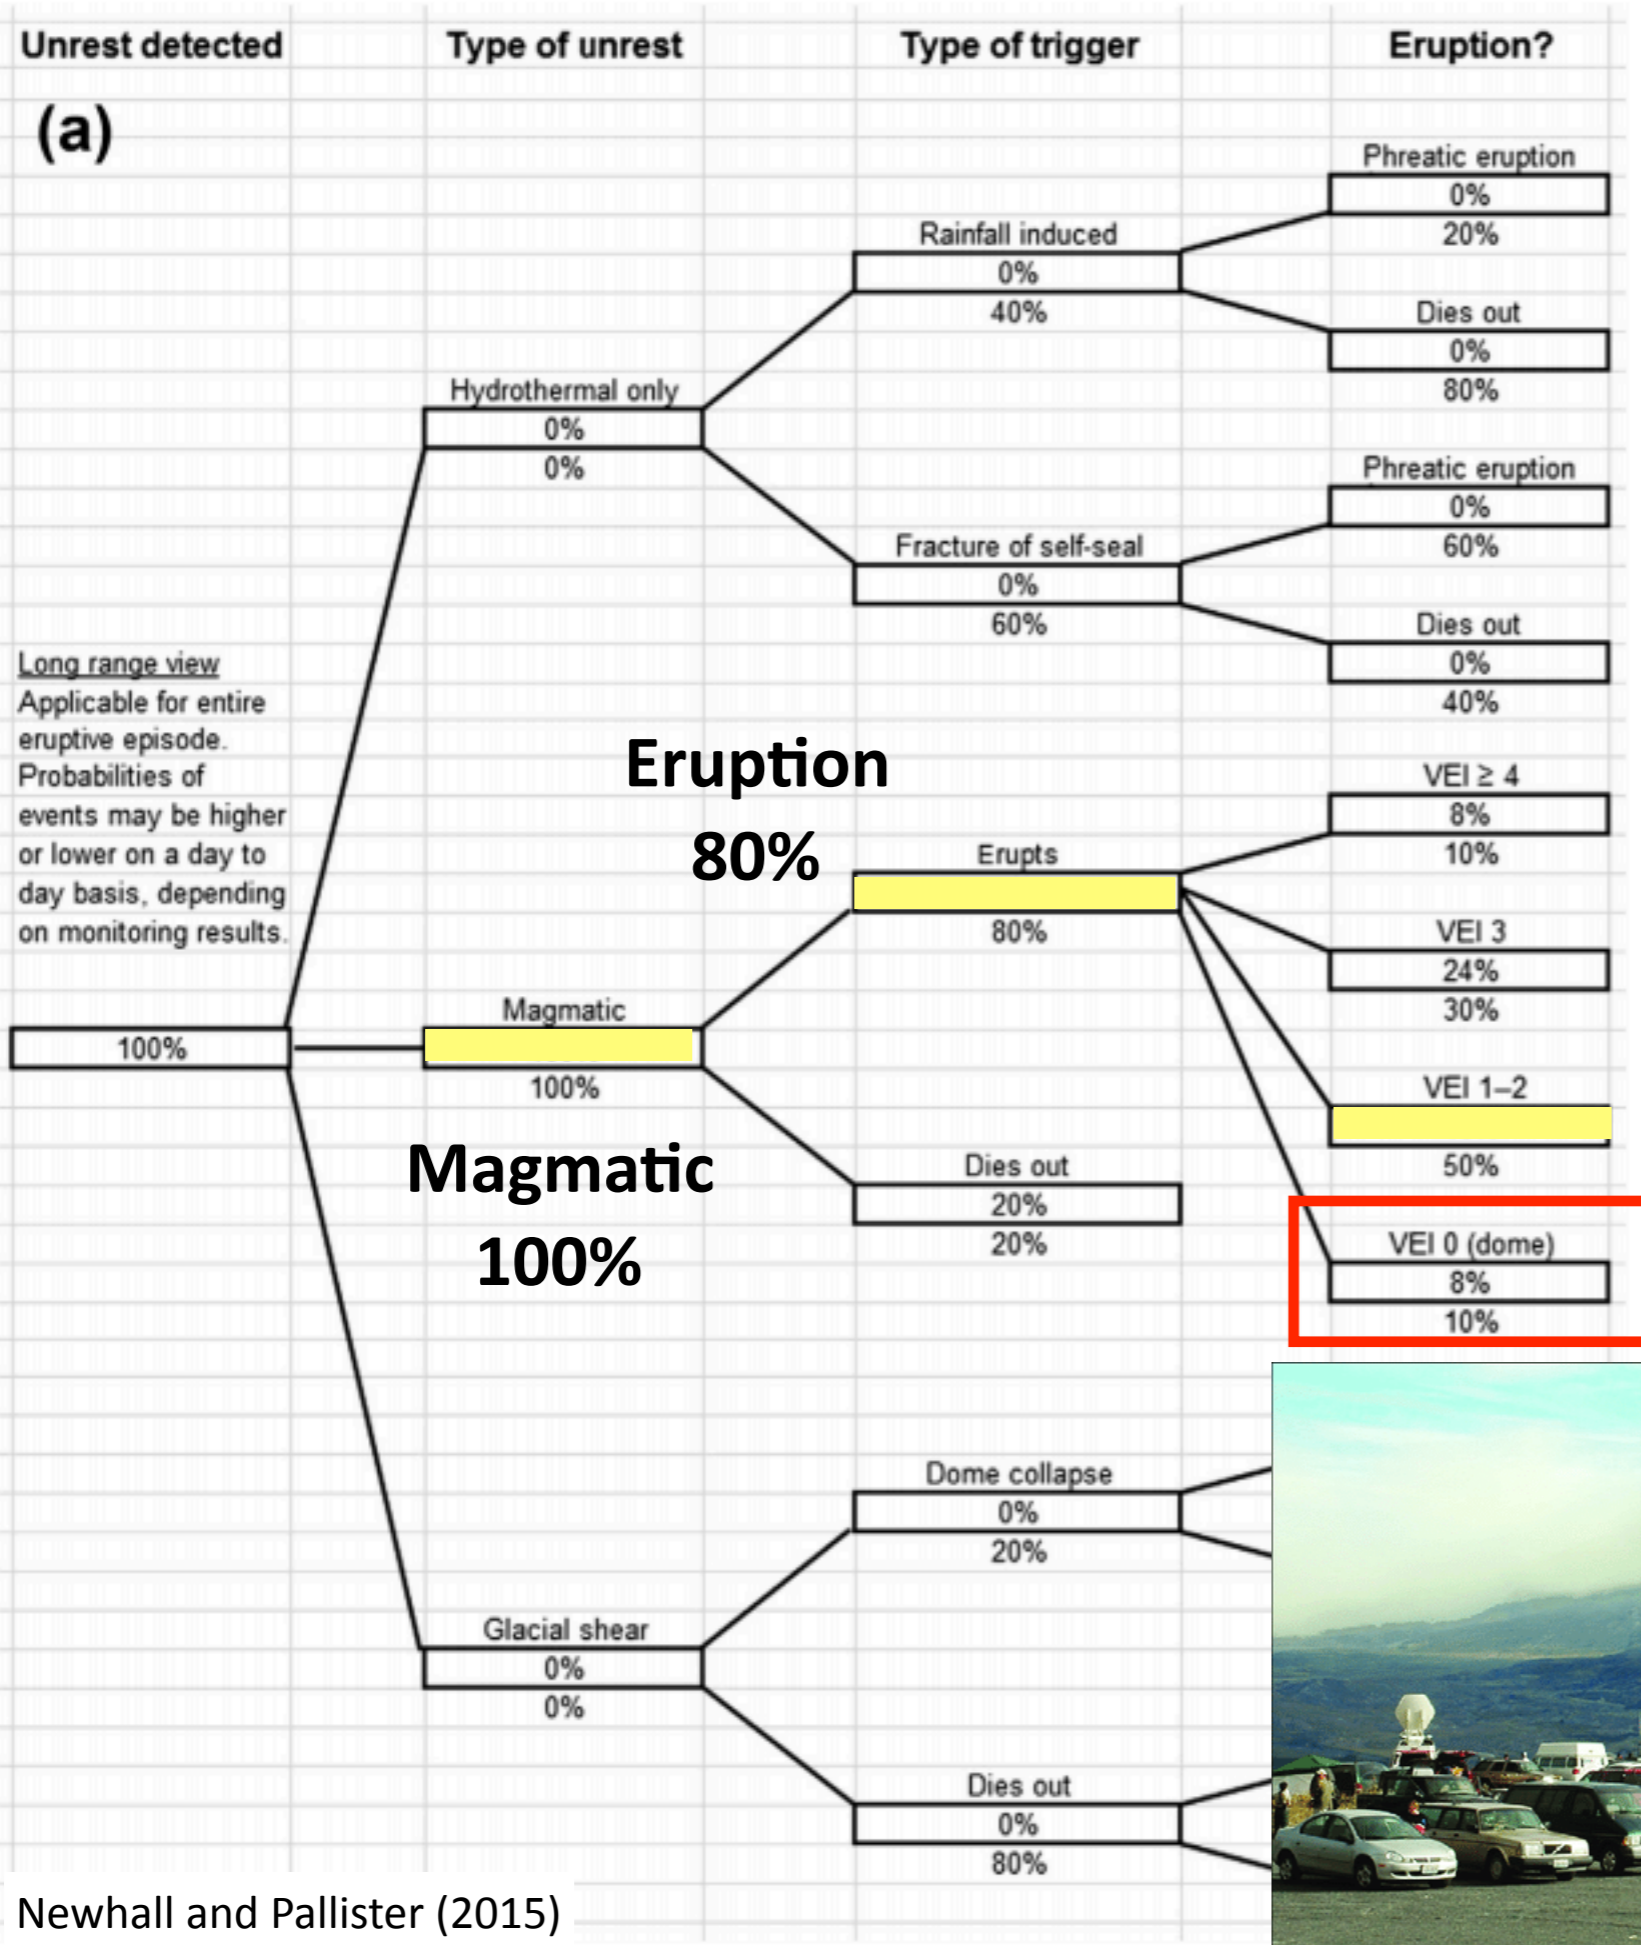 Unrest detected
Type of unrest
Type of trigger
Eruption?
(a)
Phreatic eruption
0%
20%
Rainfall induced
0%
40%
Dies out
0%
80%
Hydrothermal only
0%
0%
Phreatic eruption
0%
60%
Fracture of self-seal
0%
60%
Dies out
0%
40%
Long range view
Applicable for entire
eruptive episode.
Probabilities of
events may be higher
or lower on a day to
day basis, depending
on monitoring results.
100%
Eruption
80%
VEI ≥ 4
8%
10%
Erupts
80%
VEI 3
24%
30%
Magmatic
100%
VEI 1–2
50%
Magmatic
100%
Dies out
20%
20%
VEI 0 (dome)
8%
10%
Dome collapse
0%
20%
Glacial shear
0%
0%
Dies out
0%
80%
Newhall and Pallister (2015)